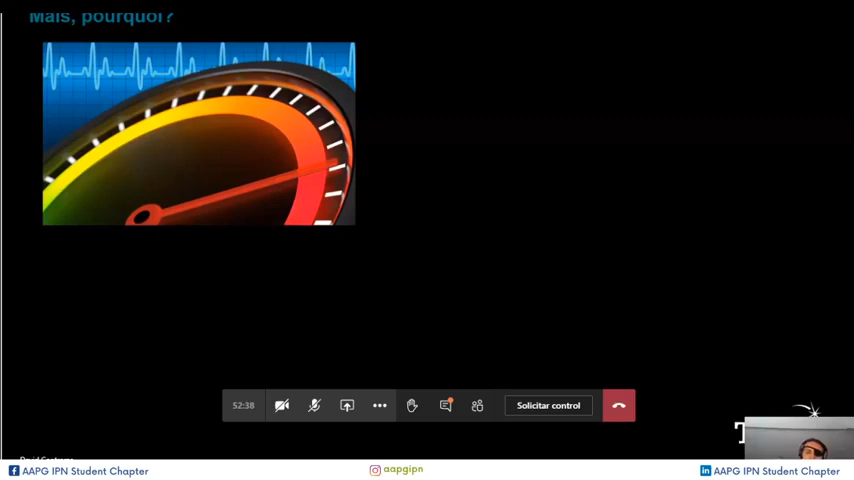 Mais, pourquoi?
52:38
Solicitar control
AAPG IPN Student Chapter
aapgipn
AAPG IPN Student Chapter